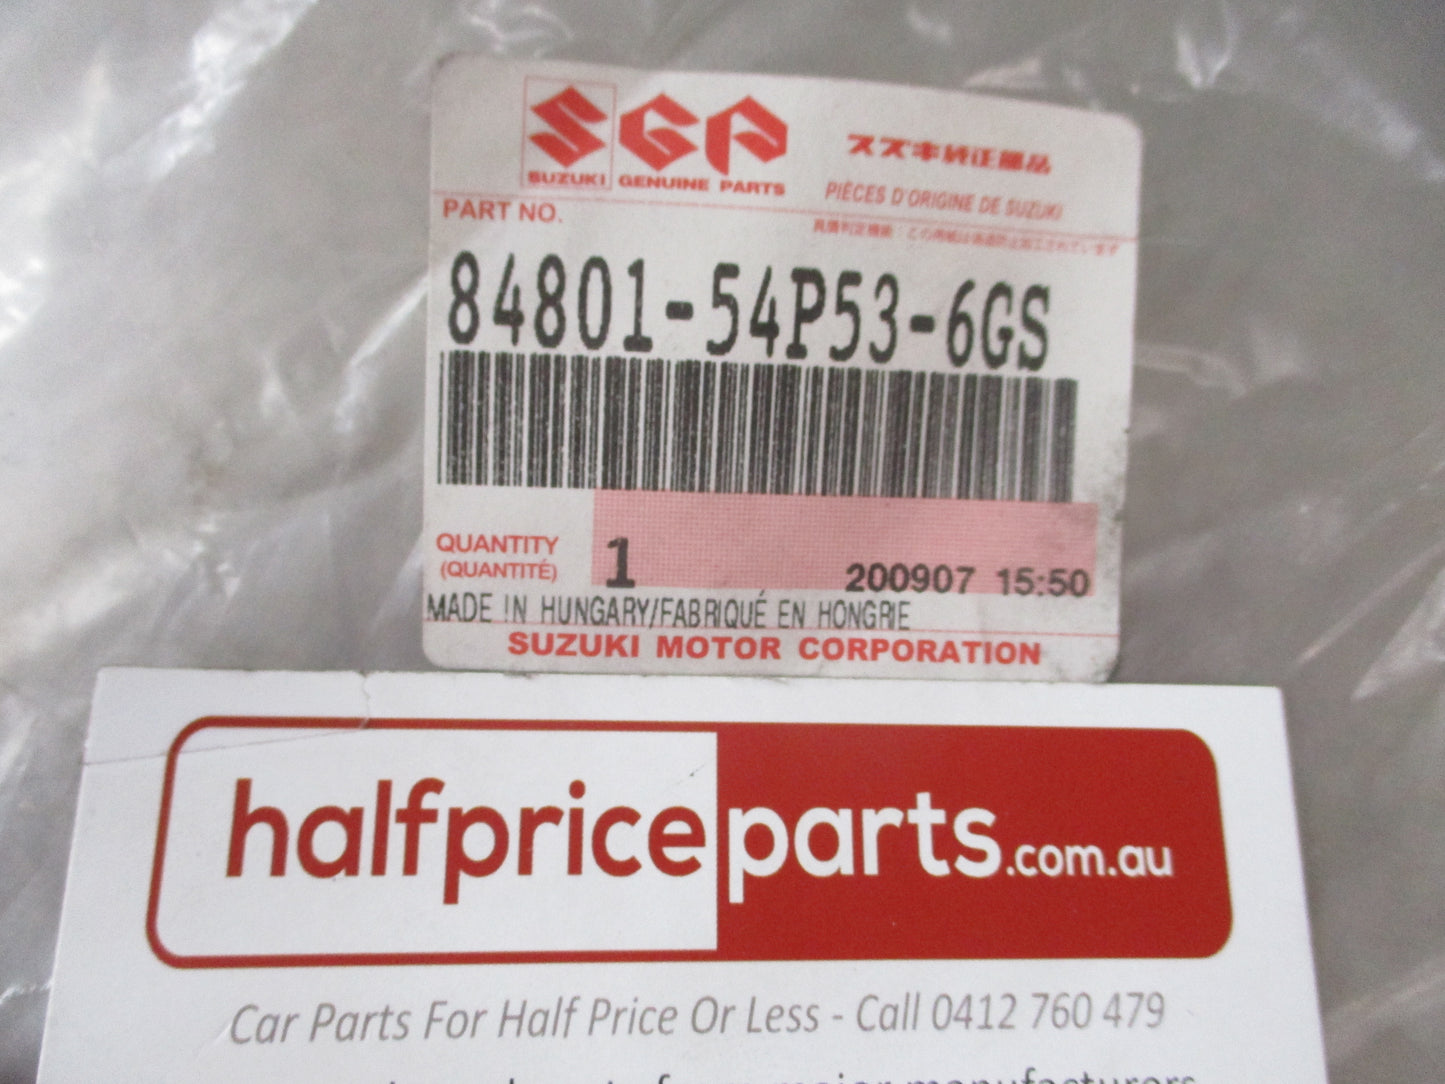 SGP
SUZUKI GENUINE PARTS
スズキ純正部品
PIÈCES D'ORIGINE DE SUZUKI
PART NO.
84801-54P53-6GS
QUANTITY
(QUANTITÉ)
1
200907 15:50
MADE IN HUNGARY/FABRIQUÉ EN HONGRIE
SUZUKI MOTOR CORPORATION
halfpriceparts.com.au
Car Parts For Half Price Or Less - Call 0412 760 479
major manufacturers